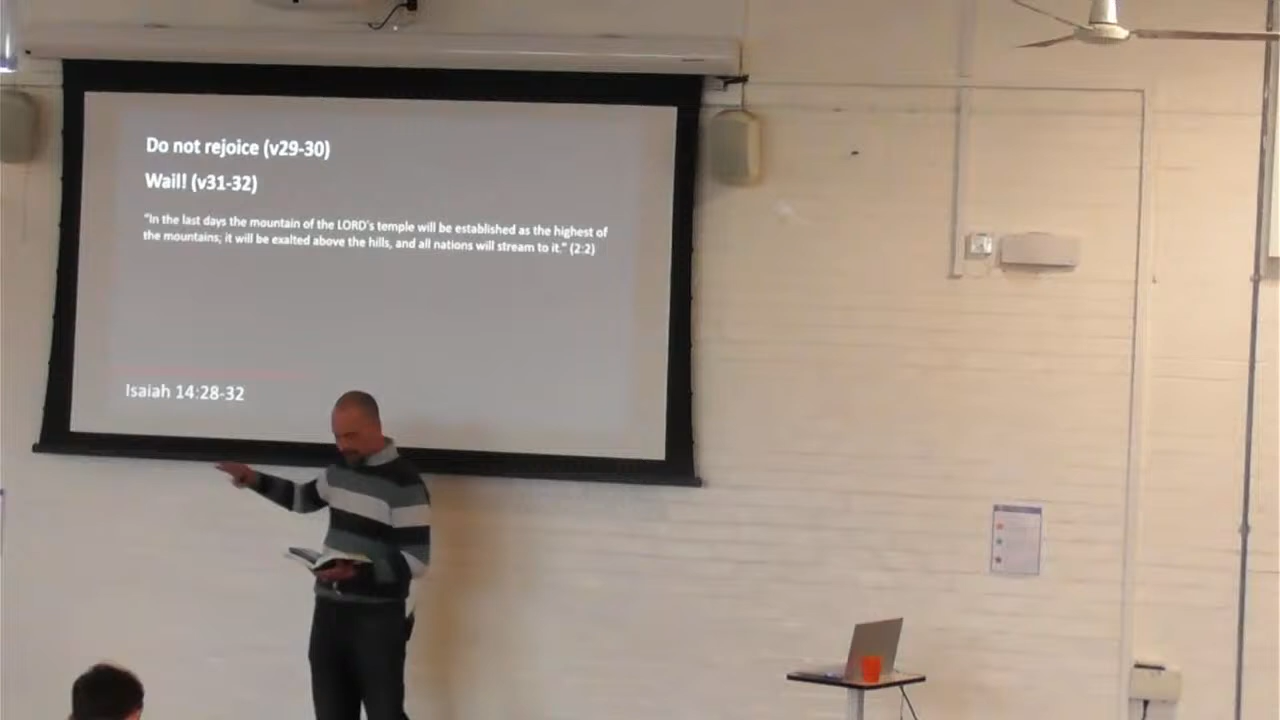 Do not rejoice (v29-30)
Wail! (v31-32)
"In the last days the mountain of the LORD's temple will be established as the highest of
the mountains; it will be exalted above the hills, and all nations will stream to it." (2:2)
Isaiah 14:28-32